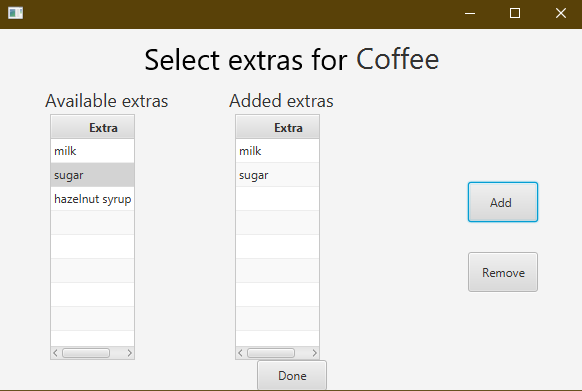 Select extras for Coffee
Available extras
Added extras
Extra
Extra
milk
milk
sugar
sugar
hazelnut syrup
Add
Remove
Done